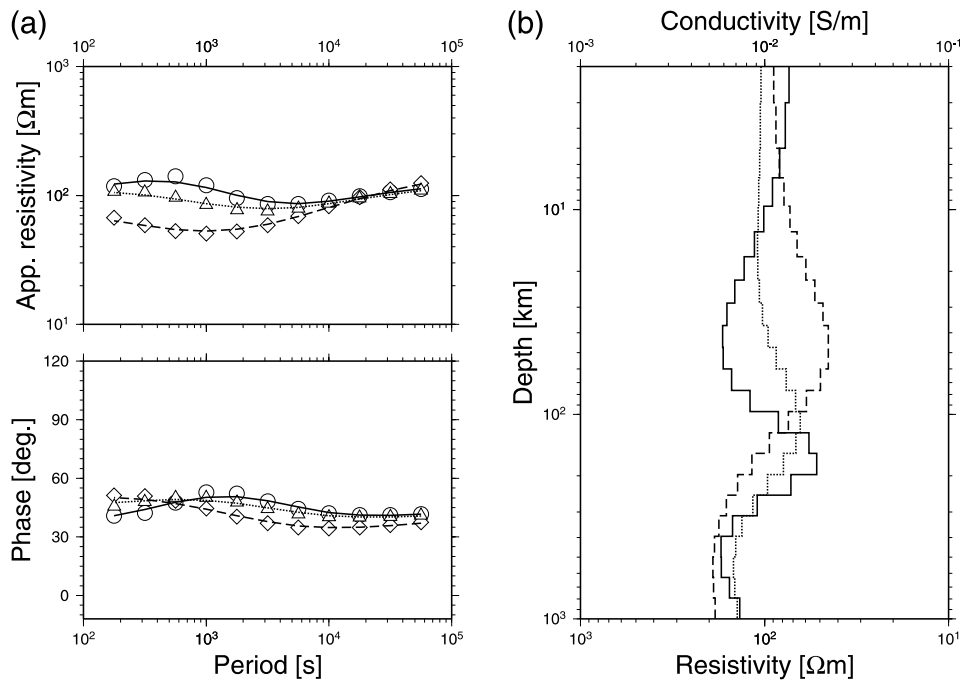 (a)
10² 10³ 10⁴ 10⁵
10³
10²
10¹
App. resistivity [Ωm]
120
90
60
30
0
Phase [deg.]
10² 10³ 10⁴ 10⁵
Period [s]
(b)
Conductivity [S/m]
10⁻³ 10⁻² 10⁻¹
10¹
10²
10³
Depth [km]
10³ 10² 10¹
Resistivity [Ωm]